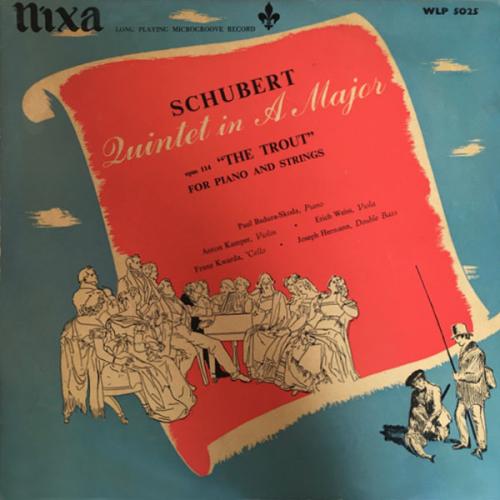 nixa
LONG PLAYING MICROGROOVE RECORD
WLP 5025
SCHUBERT
Quintet in A Major
opus 114 "THE TROUT"
FOR PIANO AND STRINGS
Paul Badura-Skoda, Piano
Anton Kamper, Violin • Erich Weiss, Viola
Franz Kwarda, 'Cello • Joseph Hermann, Double Bass